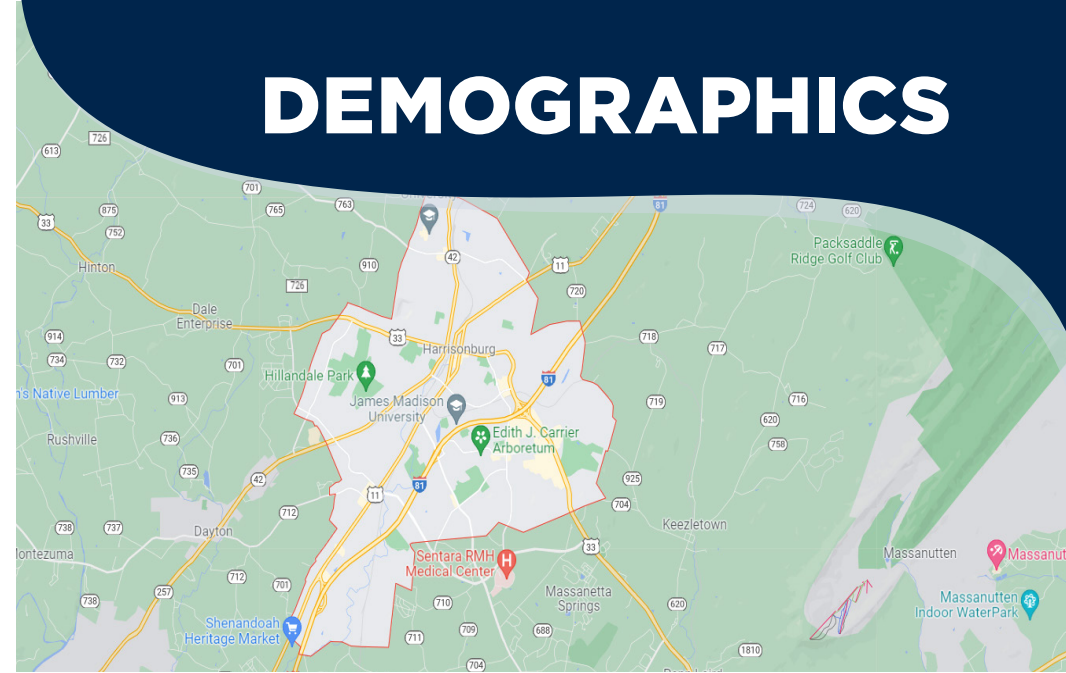 DEMOGRAPHICS
726
613
701
875
765
763
33
752
81
724
620
Packsaddle
Ridge Golf Club
42
11
Hinton
910
726
720
Dale
Enterprise
914
33
718
717
Harrisonburg
734
732
701
Hillandale Park
81
n's Native Lumber
913
James Madison
University
719
716
620
Edith J. Carrier
Arboretum
Rushville
736
758
735
42
81
925
11
704
712
738
737
Dayton
Keezletown
33
Massanutten
Massanut
ontezuma
Sentara RMH
Medical Center
712
701
257
738
Massanetta
Springs
Massanutten
Indoor WaterPark
710
620
Shenandoah
Heritage Market
711
709
688
1810
704